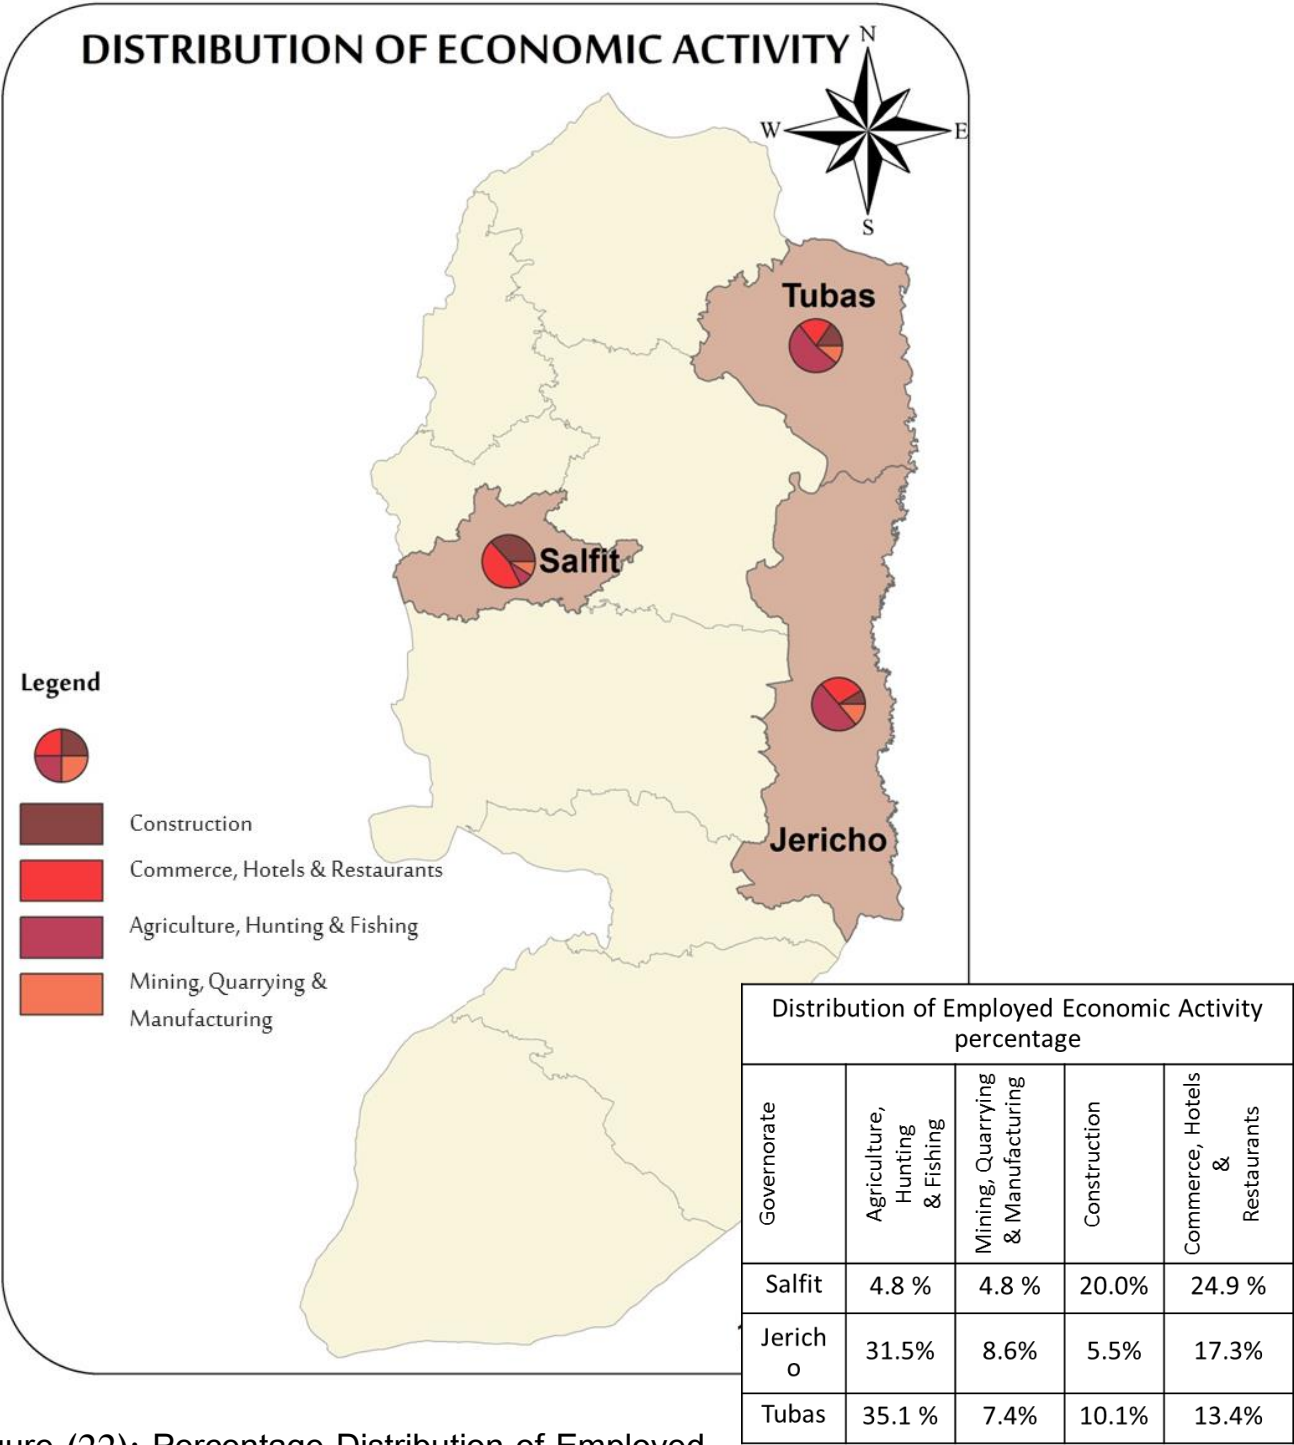 DISTRIBUTION OF ECONOMIC ACTIVITY
N
W
E
S
Tubas
Salfit
Jericho
Legend
Construction
Commerce, Hotels & Restaurants
Agriculture, Hunting & Fishing
Mining, Quarrying &
Manufacturing
Distribution of Employed Economic Activity
percentage
Governorate
Agriculture,
Hunting
& Fishing
Mining, Quarrying
& Manufacturing
Construction
Commerce, Hotels
&
Restaurants
Salfit 4.8 % 4.8 % 20.0% 24.9 %
Jerich
o 31.5% 8.6% 5.5% 17.3%
Tubas 35.1 % 7.4% 10.1% 13.4%
Percentage Distribution of Employed